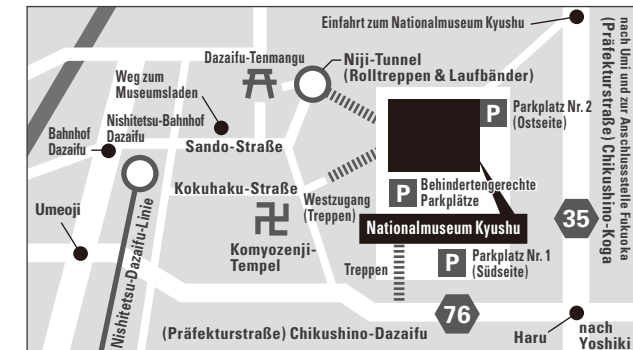 Einfahrt zum Nationalmuseum Kyushu
nach Umi und zur Anschlussstelle Fukuoka
(Präfekturstraße) Chikushino-Koga
Dazaifu-Tenmangu
Niji-Tunnel
(Rolltreppen & Laufbänder)
Weg zum
Museumsladen
Nishitetsu-Bahnhof
Dazaifu
Bahnhof
Dazaifu
Sando-Straße
P
Parkplatz Nr. 2
(Ostseite)
Kokuhaku-Straße
Westzugang
(Treppen)
P
Behindertengerechte
Parkplätze
Umeoji
Nationalmuseum Kyushu
35
Komyozenji-
Tempel
Nishitetsu-Dazaifu-Linie
Treppen
P
Parkplatz Nr. 1
(Südseite)
76
(Präfekturstraße) Chikushino-Dazaifu
Haru
nach
Yoshiki